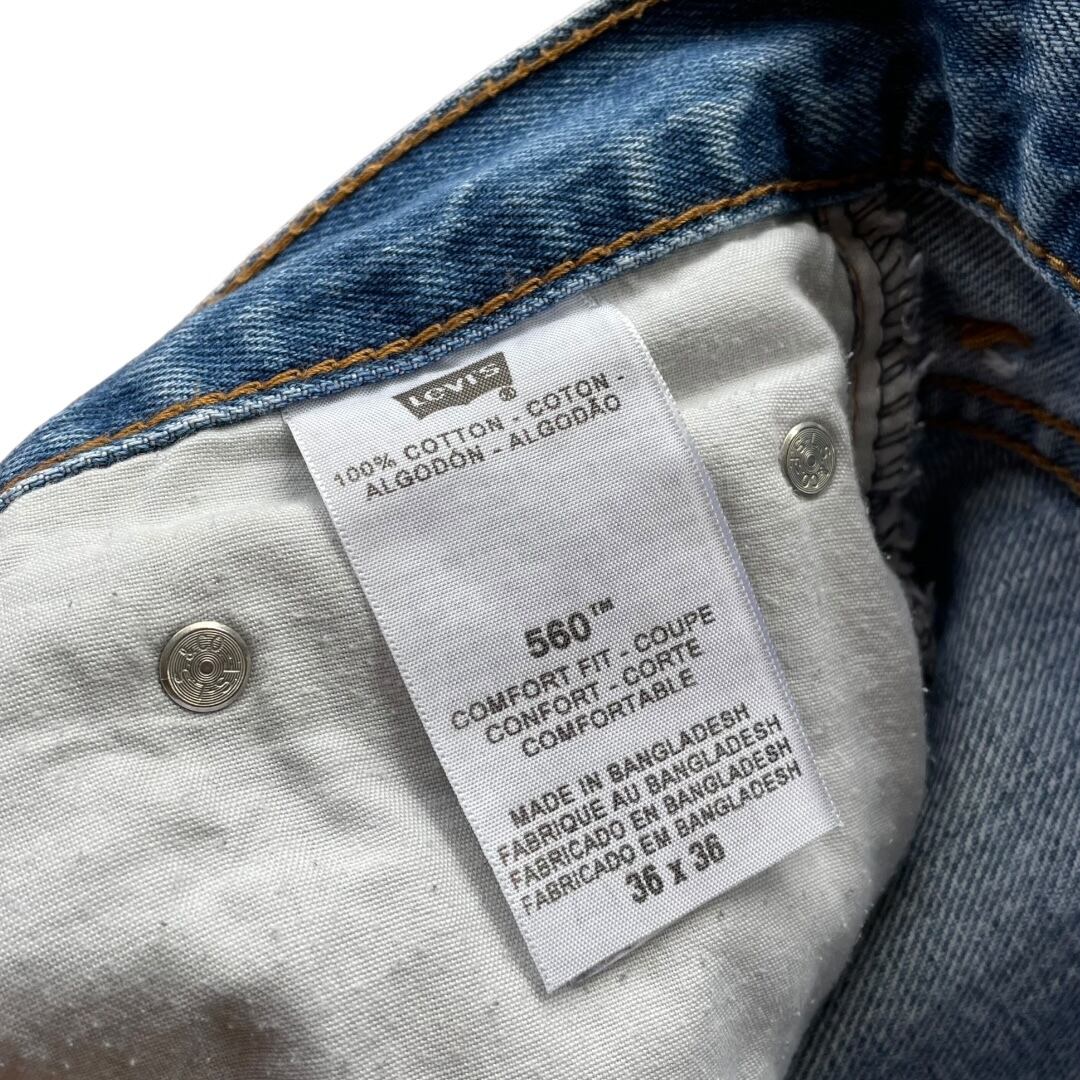 Levi's®
100% COTTON - COTON -
ALGODÓN - ALGODÃO
560™
COMFORT FIT - COUPE
CONFORT - CORTE
COMFORTABLE
MADE IN BANGLADESH
FABRIQUE AU BANGLADESH
FABRICADO EN BANGLADESH
FABRICADO EM BANGLADESH
36 x 36